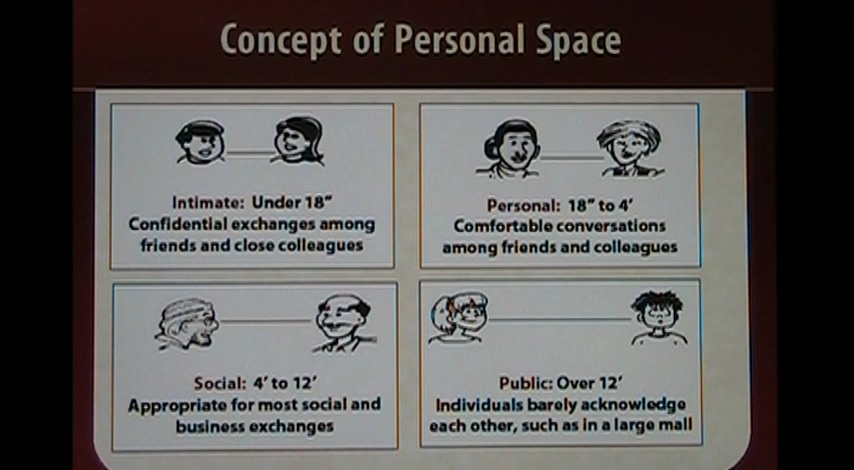 Concept of Personal Space
Intimate: Under 18”
Confidential exchanges among
friends and close colleagues
Personal: 18” to 4’
Comfortable conversations
among friends and colleagues
Social: 4’ to 12’
Appropriate for most social and
business exchanges
Public: Over 12’
Individuals barely acknowledge
each other, such as in a large mall